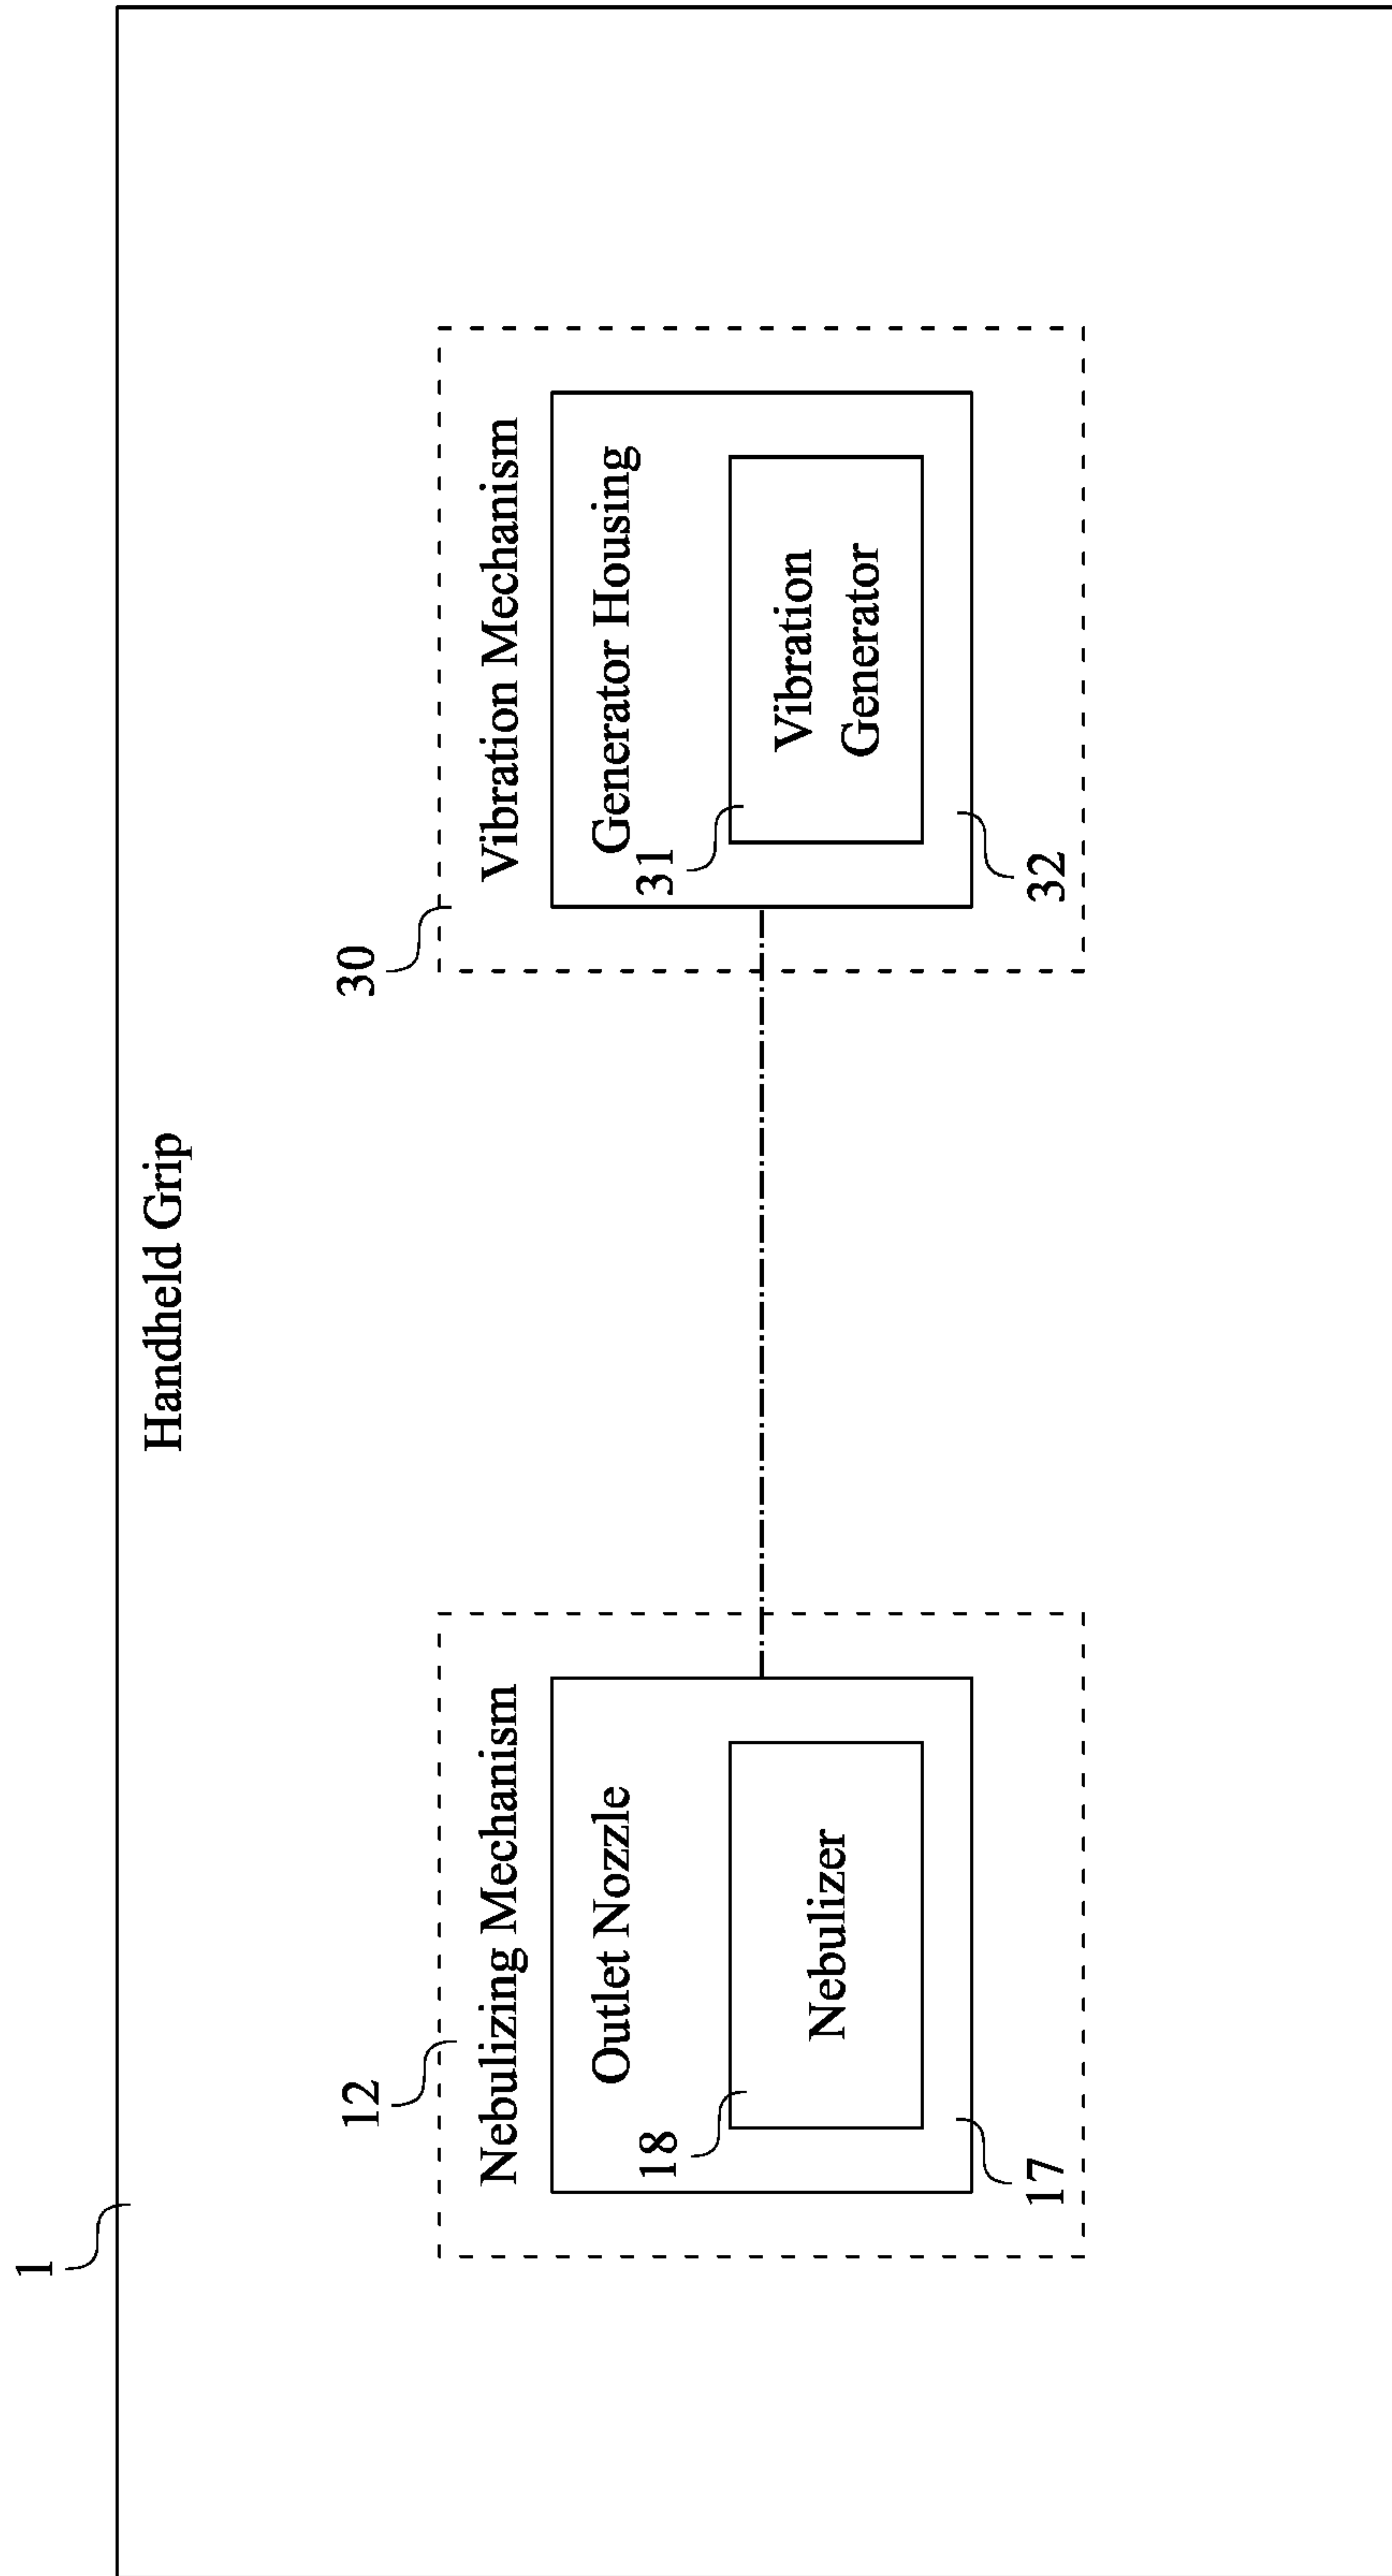 1
Handheld Grip
12
Nebulizing Mechanism
Outlet Nozzle
18
Nebulizer
17
30
Vibration Mechanism
Generator Housing
31
Vibration
Generator
32